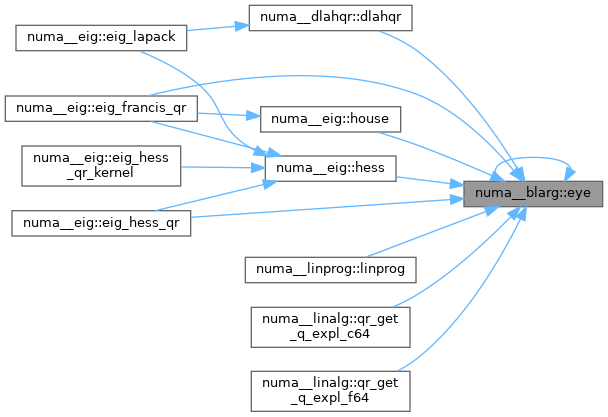 numa__dlahqr::dlahqr
numa__eig::eig_lapack
numa__eig::eig_francis_qr
numa__eig::house
numa__eig::eig_hess
_qr_kernel
numa__eig::hess
numa__blarg::eye
numa__eig::eig_hess_qr
numa__linprog::linprog
numa__linalg::qr_get
_q_expl_c64
numa__linalg::qr_get
_q_expl_f64